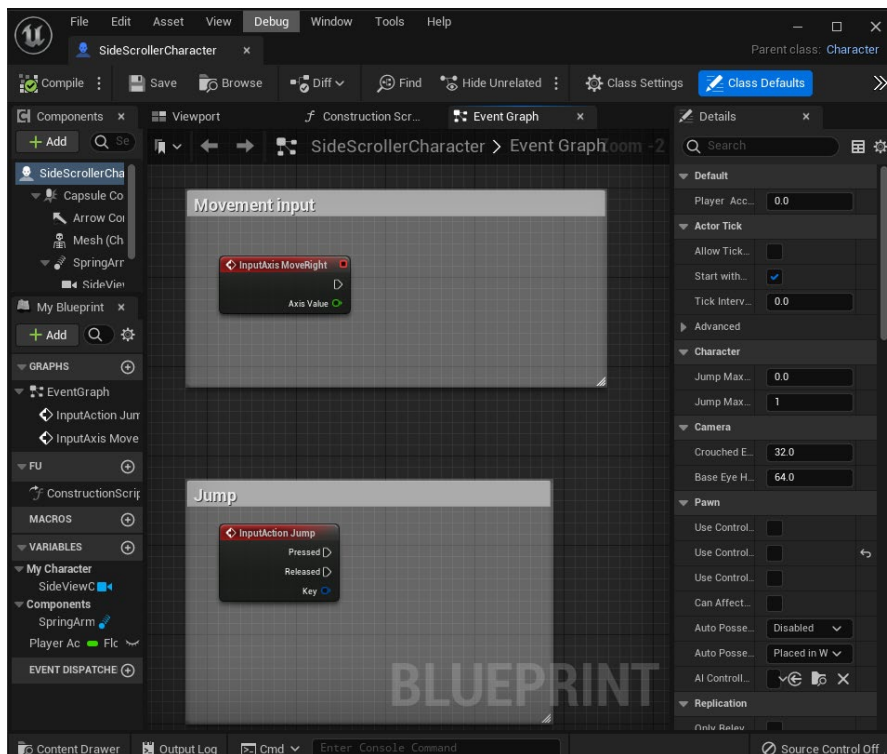 File Edit Asset View Debug Window Tools Help
SideScrollerCharacter
Parent class: Character
Compile Save Browse Diff Find Hide Unrelated Class Settings Class Defaults
Components
Add Se
SideScrollerCha
Capsule Co
Arrow Cor
Mesh (Ch
SpringArr
SideVie
My Blueprint
Add
GRAPHS
EventGraph
InputAction Jum
InputAxis Move
FU
ConstructionScrip
MACROS
VARIABLES
My Character
SideViewC
Components
SpringArm
Player Ac Flo
EVENT DISPATCHE
Viewport Construction Scr... Event Graph
SideScrollerCharacter > Event Graph Zoom -2
Movement input
InputAxis MoveRight
Axis Value
Jump
InputAction Jump
Pressed
Released
Key
BLUEPRINT
Details
Search
Default
Player Acc... 0.0
Actor Tick
Allow Tick...
Start with...
Tick Interv... 0.0
Advanced
Character
Jump Max... 0.0
Jump Max... 1
Camera
Crouched E... 32.0
Base Eye H... 64.0
Pawn
Use Control...
Use Control...
Use Control...
Can Affect...
Auto Posse... Disabled
Auto Posse... Placed in W
AI Controll...
Replication
Only Relev
Content Drawer Output Log Cmd Enter Console Command Source Control Off